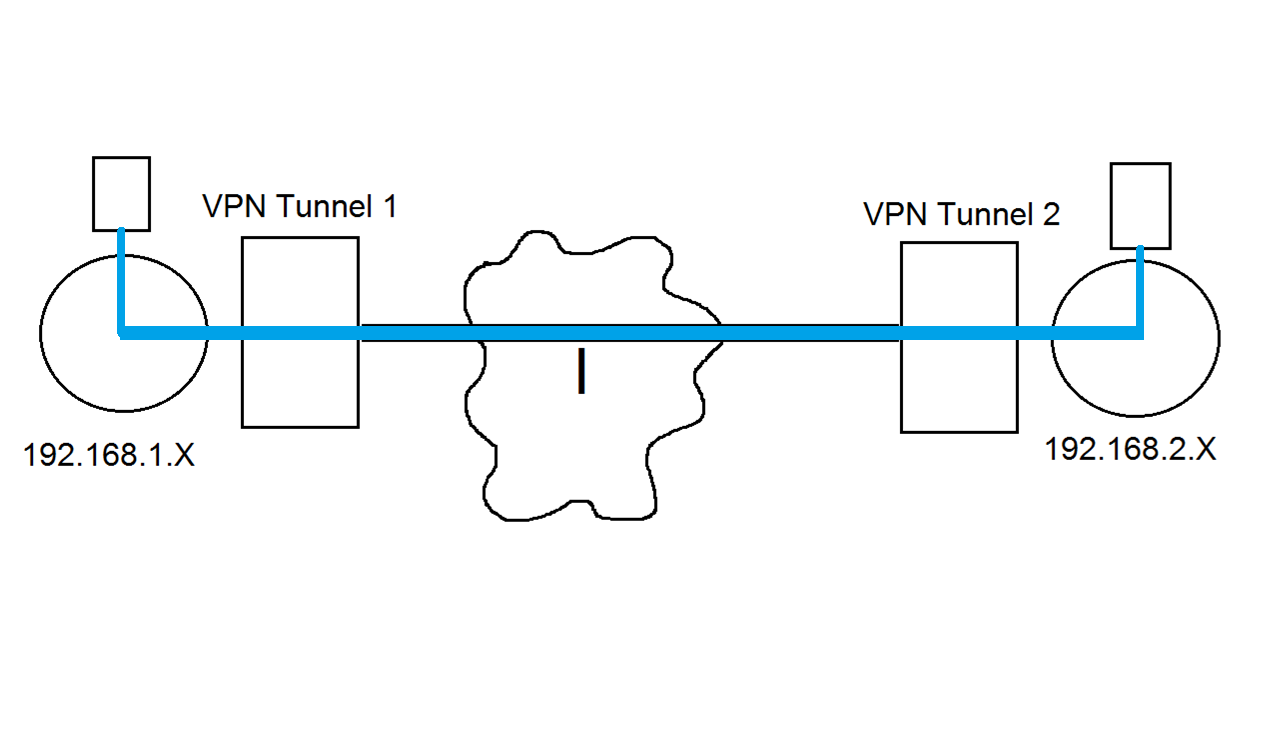 VPN Tunnel 1
VPN Tunnel 2
I
192.168.1.X
192.168.2.X